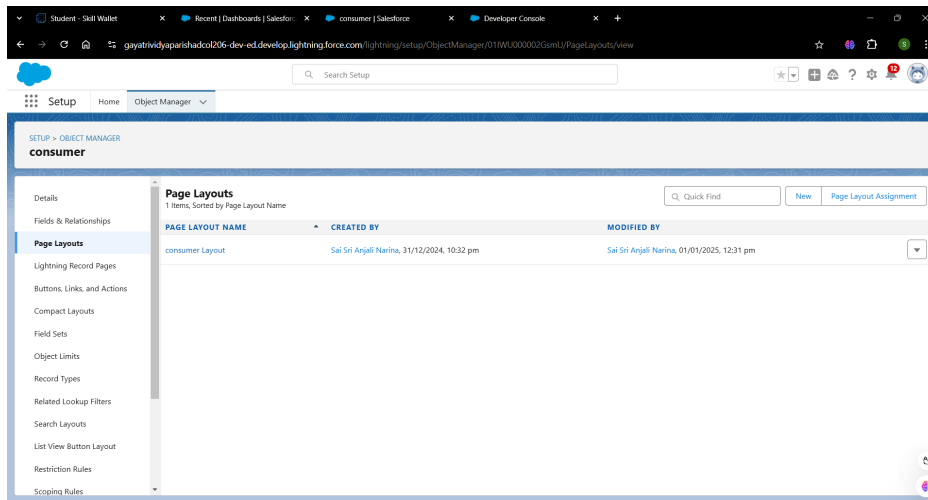 Student - Skill Wallet
Recent | Dashboards | Salesforc
consumer | Salesforce
Developer Console
gayatrividyaparishadcol206-dev-ed.develop.lightning.force.com/lightning/setup/ObjectManager/01IWU000002GsmU/PageLayouts/view
S
Search Setup
12
Setup
Home
Object Manager
SETUP > OBJECT MANAGER
consumer
Details
Fields & Relationships
Page Layouts
Lightning Record Pages
Buttons, Links, and Actions
Compact Layouts
Field Sets
Object Limits
Record Types
Related Lookup Filters
Search Layouts
List View Button Layout
Restriction Rules
Scoping Rules
Page Layouts
1 Items, Sorted by Page Layout Name
Quick Find
New
Page Layout Assignment
PAGE LAYOUT NAME
CREATED BY
MODIFIED BY
consumer Layout
Sai Sri Anjali Narina, 31/12/2024, 10:32 pm
Sai Sri Anjali Narina, 01/01/2025, 12:31 pm